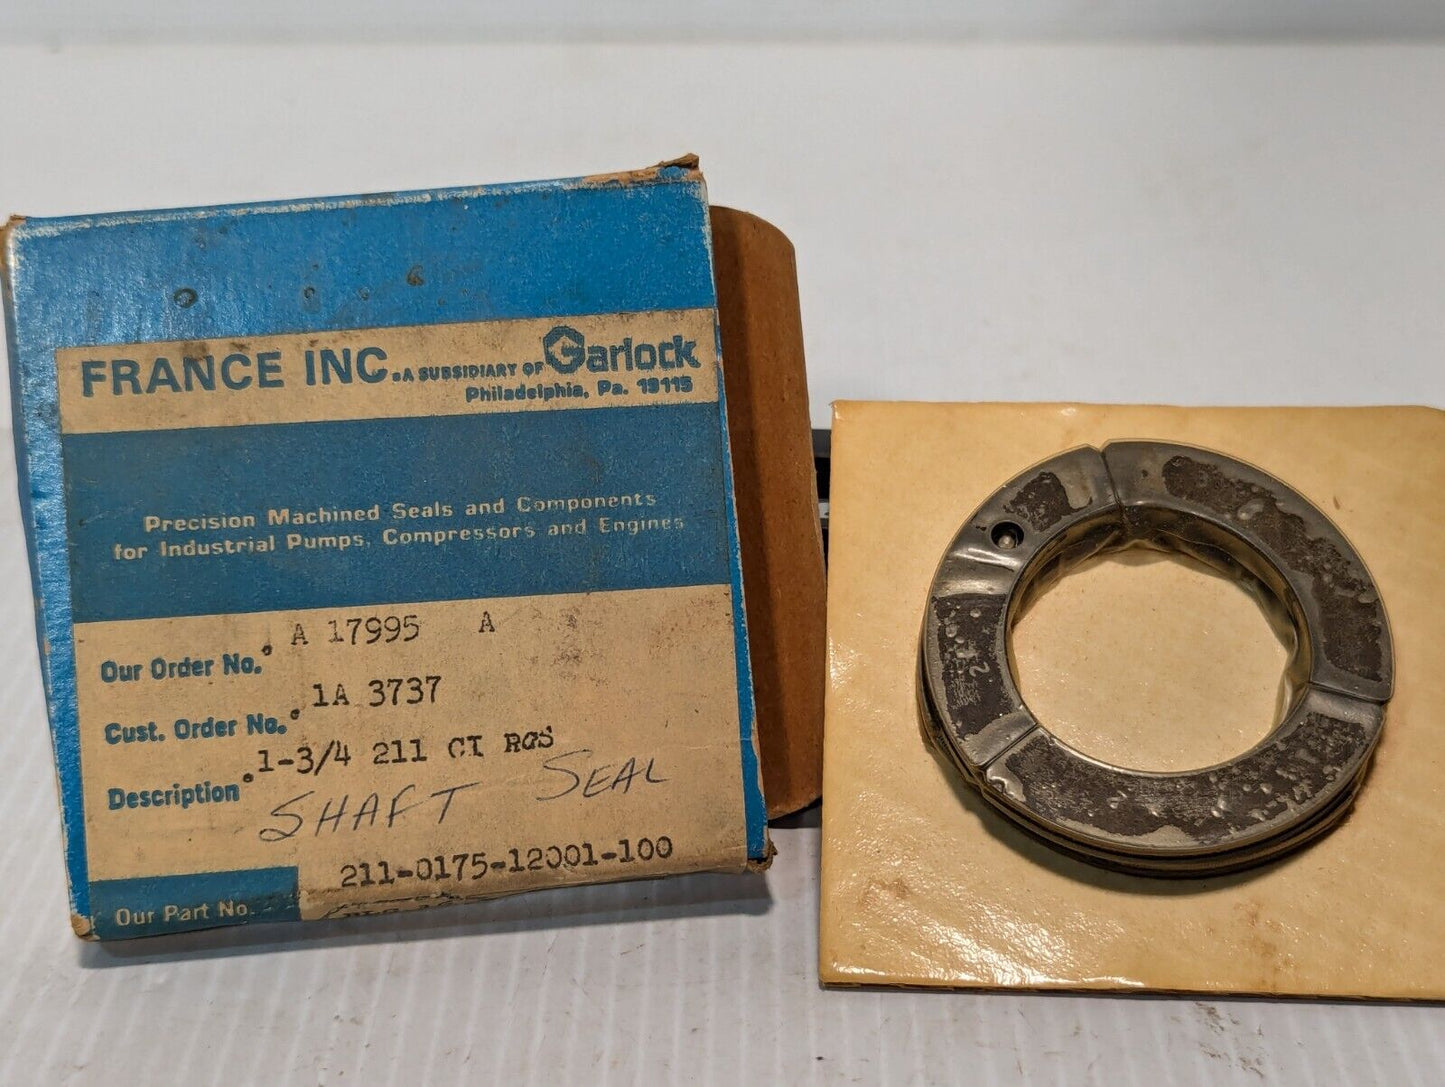 FRANCE INC. A SUBSIDIARY OF Garlock
Philadelphia, Pa. 19115
Precision Machined Seals and Components
for Industrial Pumps, Compressors and Engines
A 17995 A
Our Order No.
1A 3737
Cust. Order No.
1-3/4 211 CI RGS
Description
SHAFT SEAL
211-0175-12001-100
Our Part No.